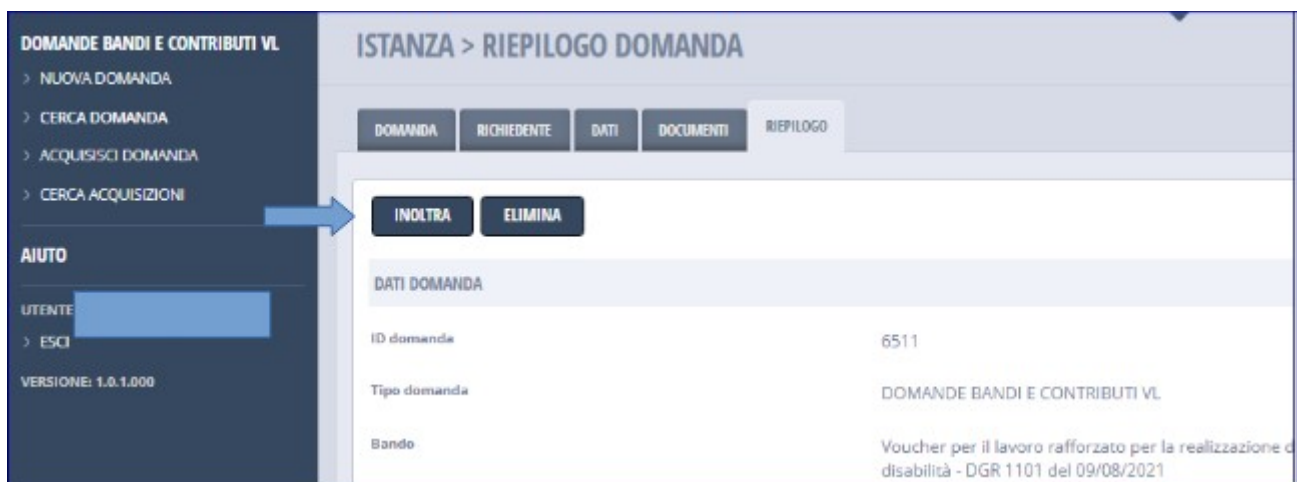 DOMANDE BANDI E CONTRIBUTI VL
> NUOVA DOMANDA
> CERCA DOMANDA
> ACQUISISCI DOMANDA
> CERCA ACQUISIZIONI
AIUTO
UTENTE
> ESCI
VERSIONE: 1.0.1.000
ISTANZA > RIEPILOGO DOMANDA
DOMANDA RICHIEDENTE DATI DOCUMENTI RIEPILOGO
INOLTRA ELIMINA
DATI DOMANDA
ID domanda 6511
Tipo domanda DOMANDE BANDI E CONTRIBUTI VL
Bando Voucher per il lavoro rafforzato per la realizzazione d
disabilità - DGR 1101 del 09/08/2021